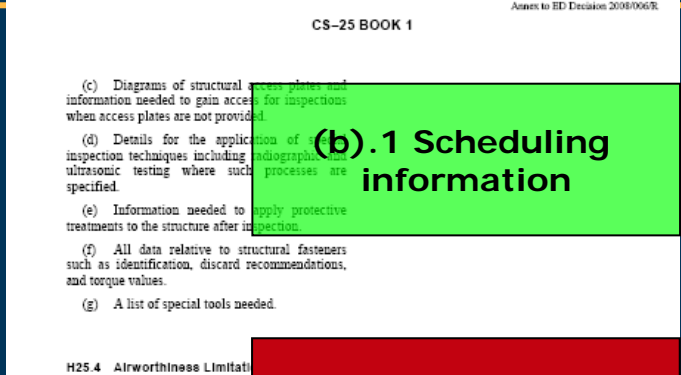 Annex to ED Decision 2008/006/R
CS–25 BOOK 1
(c) Diagrams of structural access plates and
information needed to gain access for inspections
when access plates are not provided.
(d) Details for the application of special
inspection techniques including radiographic and
ultrasonic testing where such processes are
specified.
(e) Information needed to apply protective
treatments to the structure after inspection.
(f) All data relative to structural fasteners
such as identification, discard recommendations,
and torque values.
(g) A list of special tools needed.
(b).1 Scheduling
information
H25.4 Airworthiness